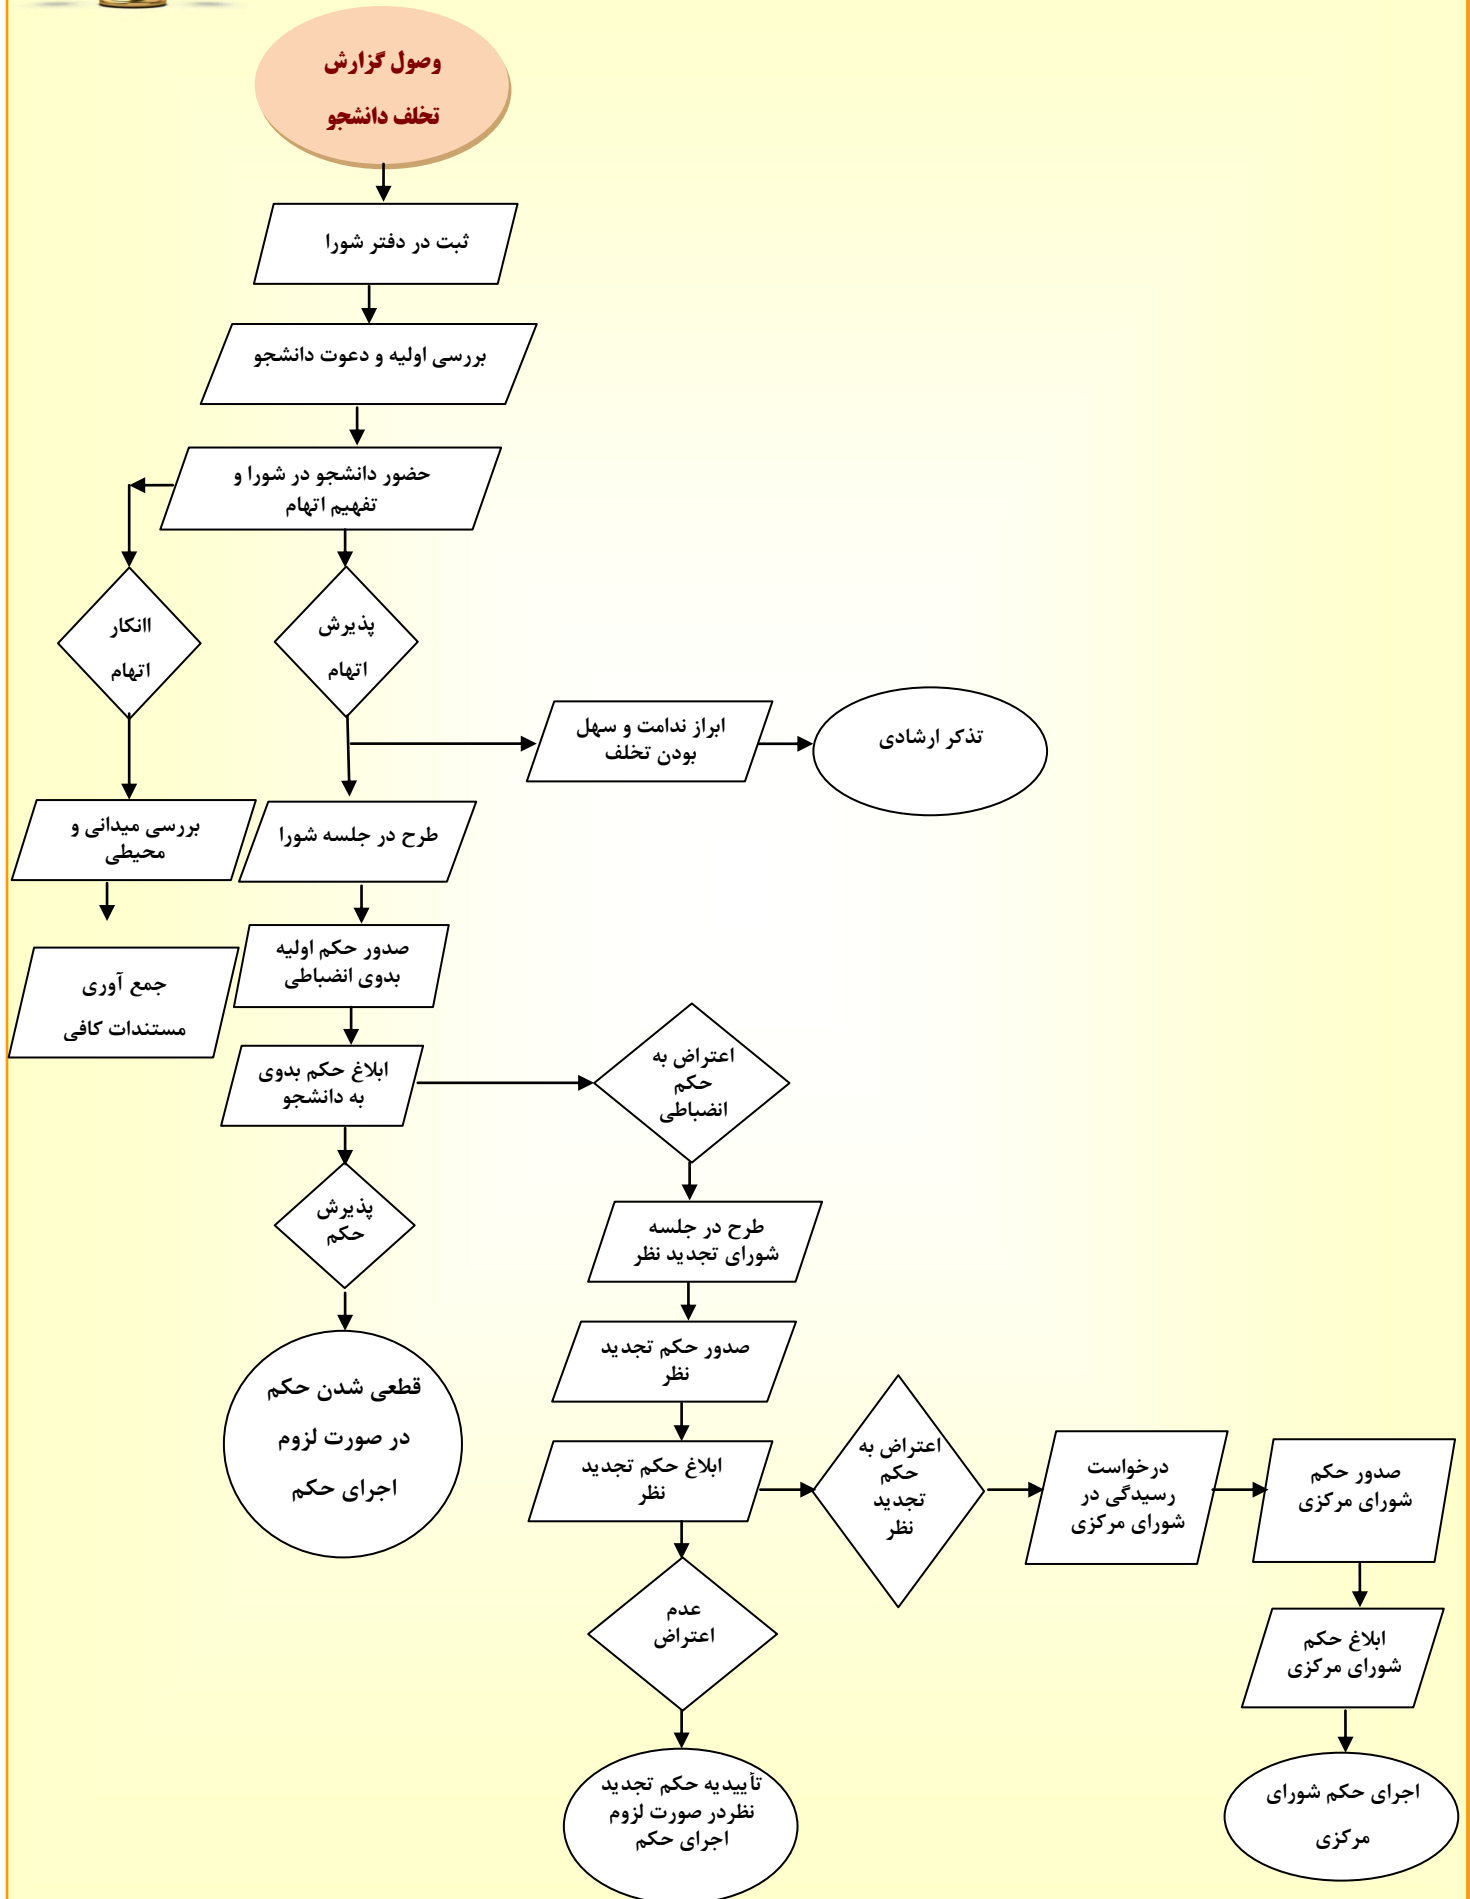 وصول گزارش
تخلف دانشجو
ثبت در دفتر شورا
بررسی اولیه و دعوت دانشجو
حضور دانشجو در شورا و
تفهیم اتهام
اانکار
اتهام
پذیرش
اتهام
ابراز ندامت و سهل
بودن تخلف
تذکر ارشادی
بررسی میدانی و
محیطی
طرح در جلسه شورا
جمع آوری
مستندات کافی
صدور حکم اولیه
بدوی انضباطی
ابلاغ حکم بدوی
به دانشجو
اعتراض به
حکم
انضباطی
پذیرش
حکم
طرح در جلسه
شورای تجدید نظر
قطعی شدن حکم
در صورت لزوم
اجرای حکم
صدور حکم تجدید
نظر
ابلاغ حکم تجدید
نظر
اعتراض به
حکم
تجدید
نظر
درخواست
رسیدگی در
شورای مرکزی
صدور حکم
شورای مرکزی
عدم
اعتراض
ابلاغ حکم
شورای مرکزی
تأییدیه حکم تجدید
نظردر صورت لزوم
اجرای حکم
اجرای حکم شورای
مرکزی